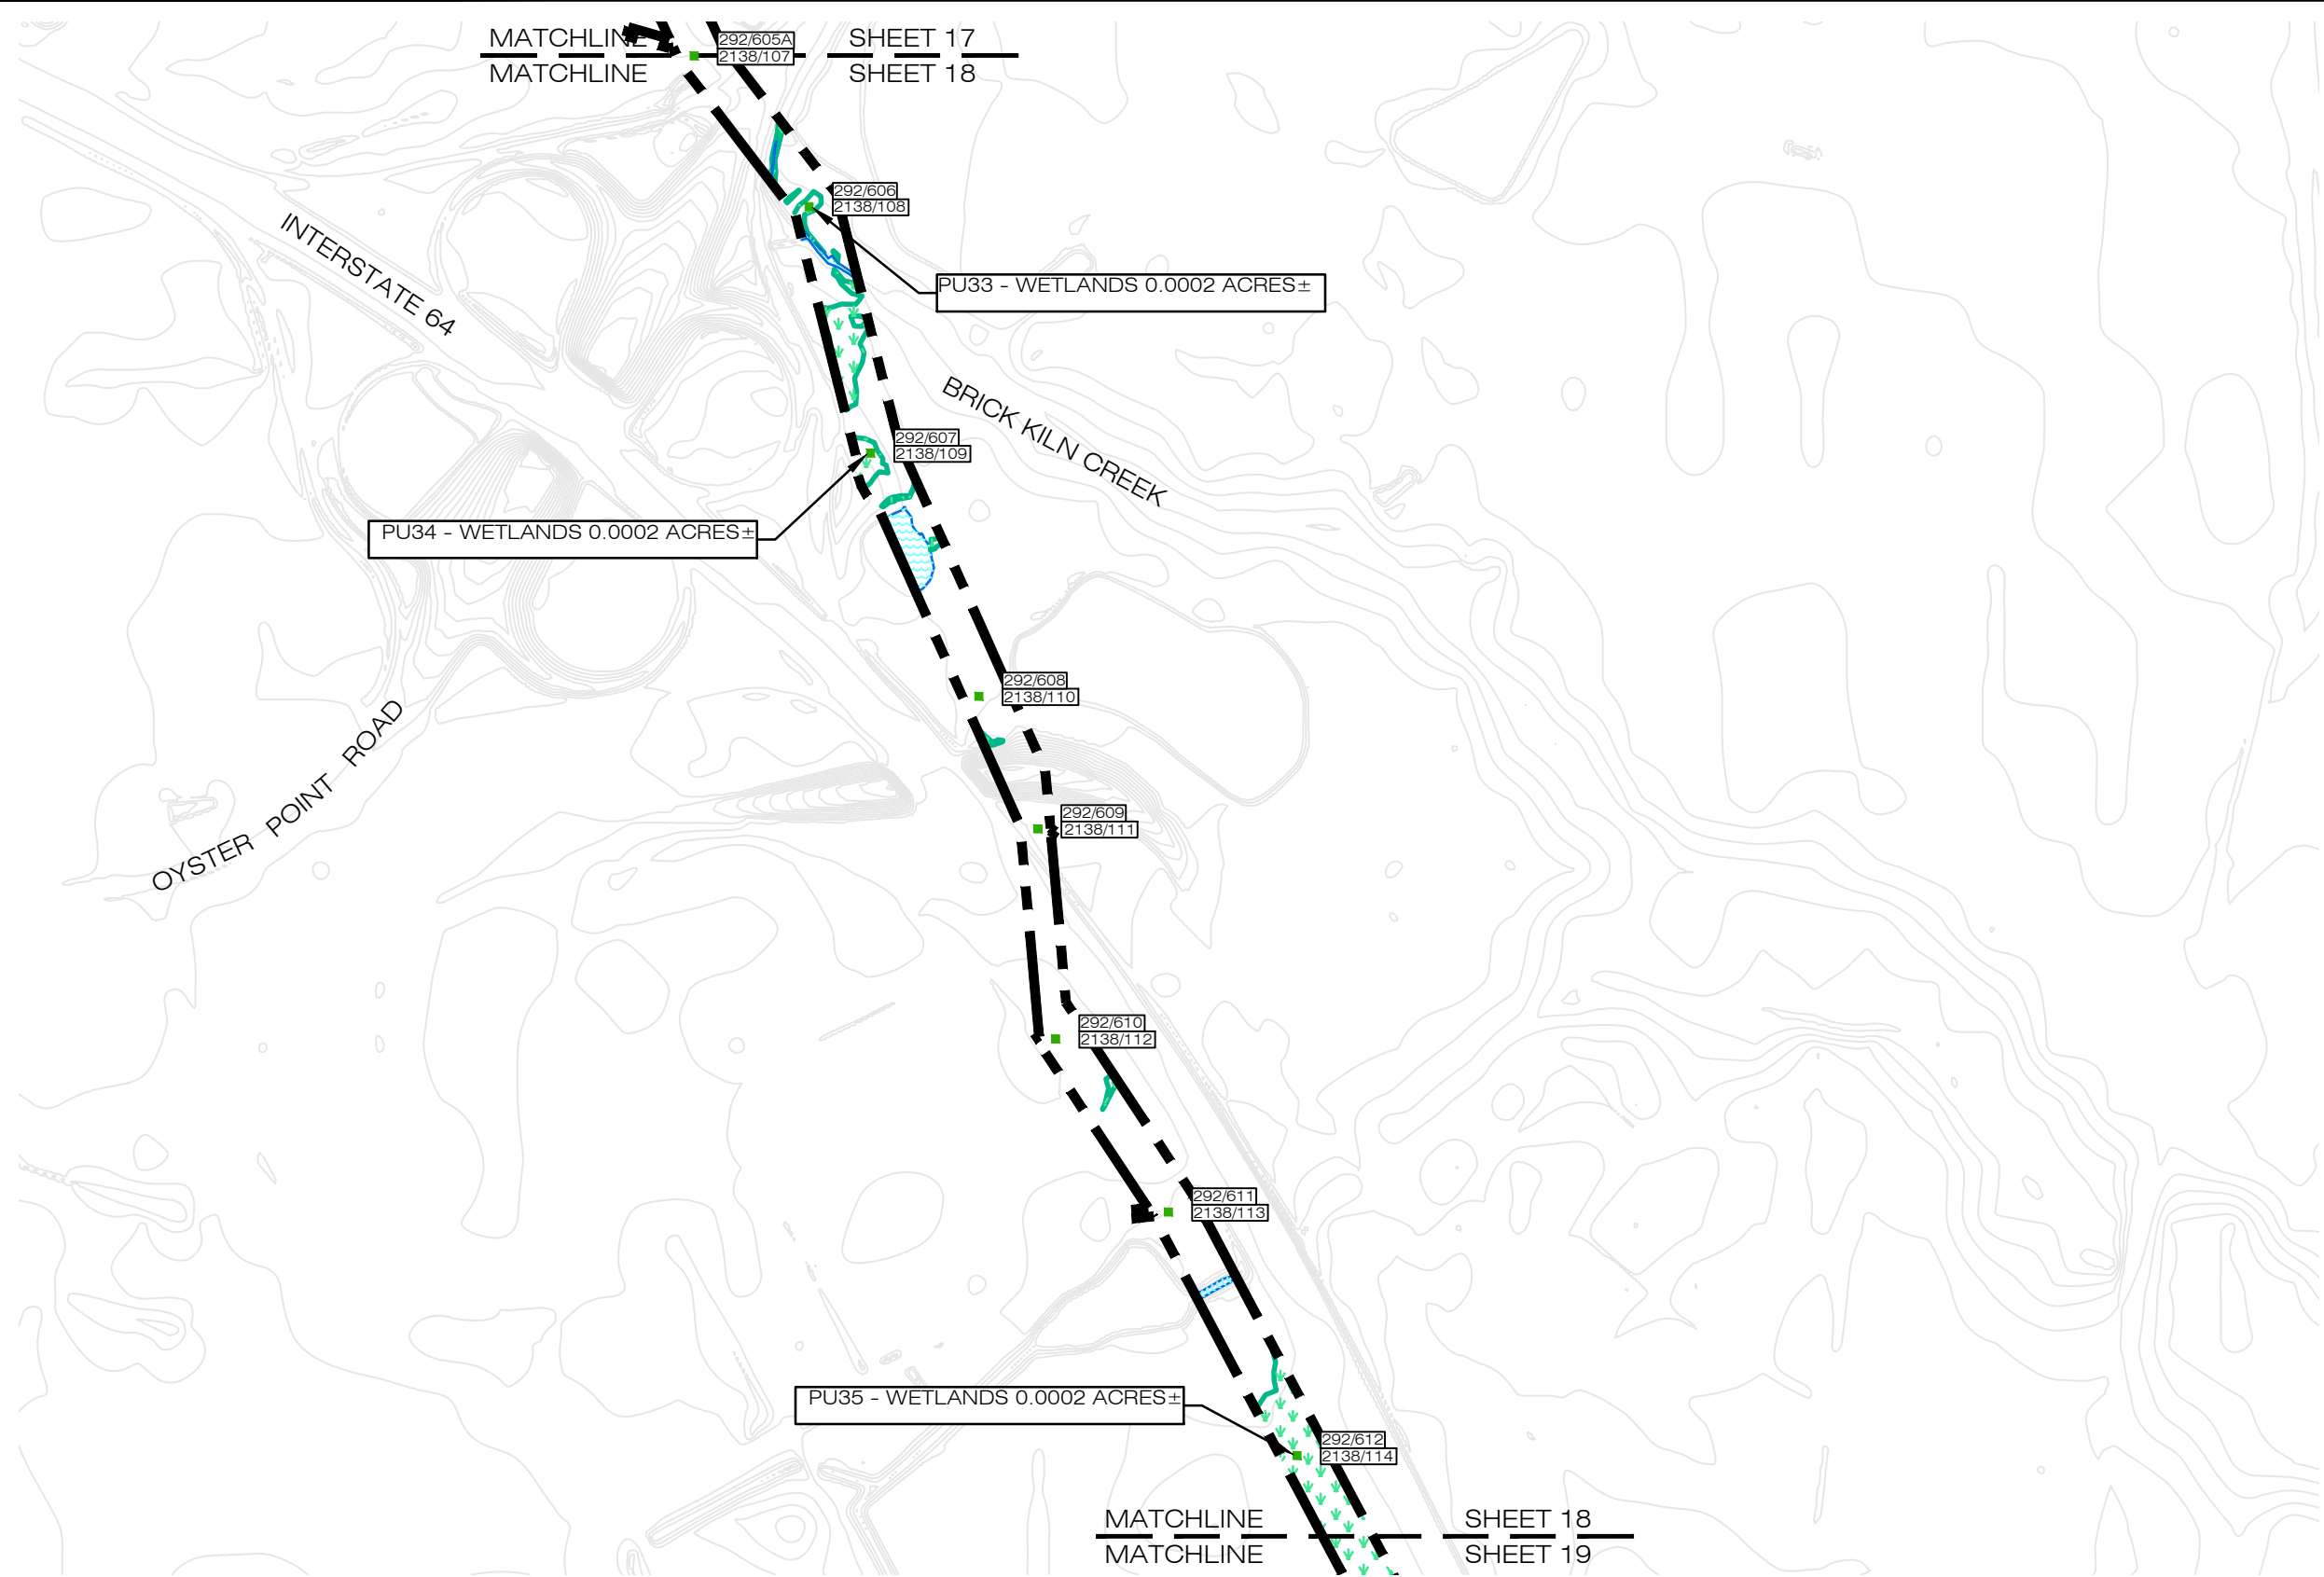 MATCHLINE SHEET 17
MATCHLINE SHEET 18
292/605A
2138/107
292/606
2138/108
INTERSTATE 64
PU33 - WETLANDS 0.0002 ACRES±
BRICK KILN CREEK
292/607
2138/109
PU34 - WETLANDS 0.0002 ACRES±
292/608
2138/110
OYSTER POINT ROAD
292/609
2138/111
292/610
2138/112
292/611
2138/113
PU35 - WETLANDS 0.0002 ACRES±
292/612
2138/114
MATCHLINE SHEET 18
MATCHLINE SHEET 19